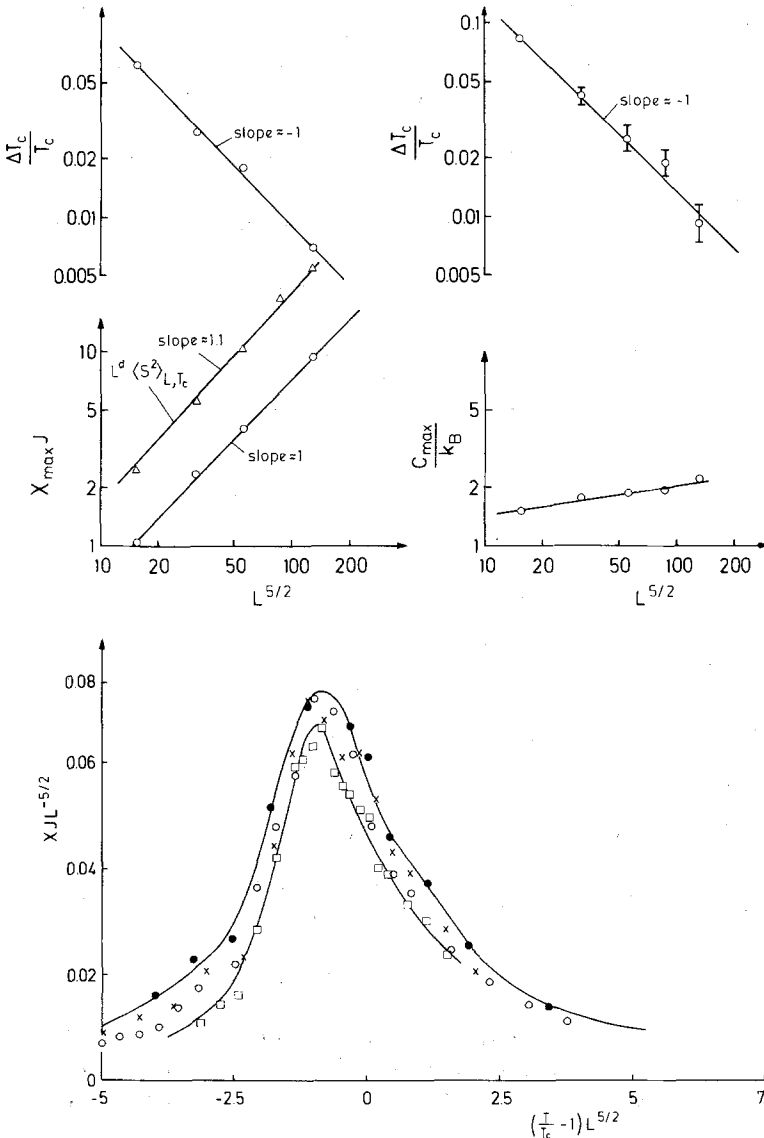 0.05
ΔT_c / T_c
0.02
0.01
0.005
slope≈-1
0.1
0.05
ΔT_c / T_c
0.02
0.01
0.005
slope ≈ -1
10
5
2
1
χ_max J
L^d ⟨S²⟩_L,T_c
slope≈1.1
slope≈1
10 20 50 100 200
L^5/2
5
2
1
C_max / k_B
10 20 50 100 200
L^5/2
0.08
0.06
0.04
0.02
0
χJL^-5/2
-5 -2.5 0 2.5 5 7
(T/T_c -1) L^5/2